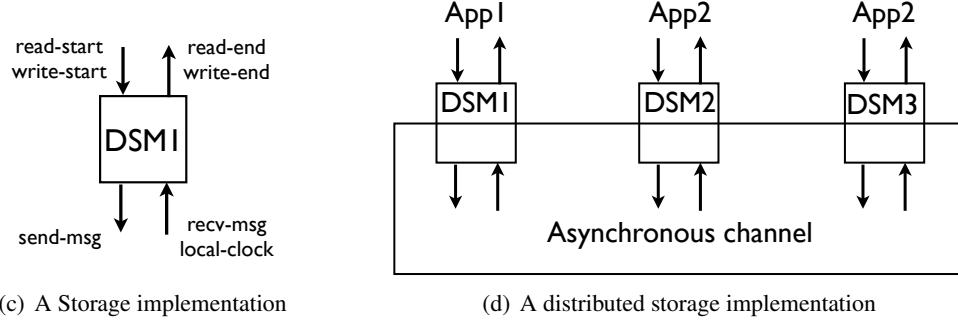 read-start
write-start
read-end
write-end
DSM1
send-msg
recv-msg
local-clock
(c) A Storage implementation
App1
App2
App2
DSM1
DSM2
DSM3
Asynchronous channel
(d) A distributed storage implementation